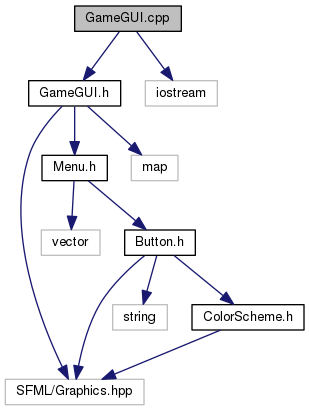 GameGUI.cpp
GameGUI.h
iostream
Menu.h
map
vector
Button.h
string
ColorScheme.h
SFML/Graphics.hpp